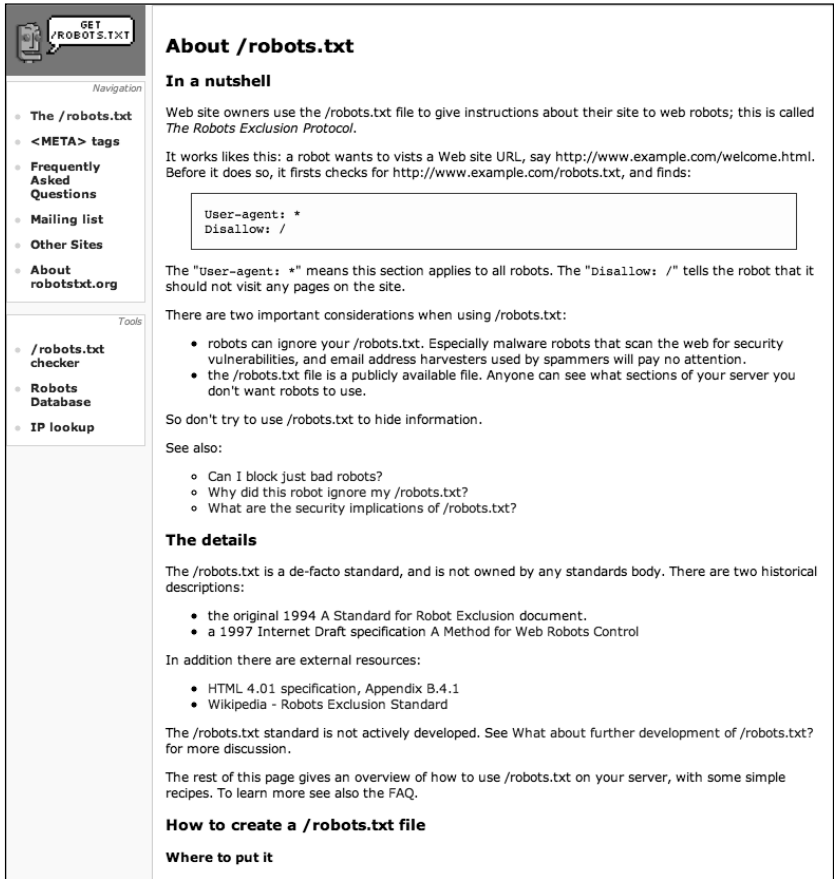 GET
/ROBOTS.TXT
Navigation
The /robots.txt
<META> tags
Frequently
Asked
Questions
Mailing list
Other Sites
About
robotstxt.org
Tools
/robots.txt
checker
Robots
Database
IP lookup
About /robots.txt
In a nutshell
Web site owners use the /robots.txt file to give instructions about their site to web robots; this is called
The Robots Exclusion Protocol.
It works likes this: a robot wants to vists a Web site URL, say http://www.example.com/welcome.html.
Before it does so, it firsts checks for http://www.example.com/robots.txt, and finds:
User-agent: *
Disallow: /
The "User-agent: *" means this section applies to all robots. The "Disallow: /" tells the robot that it
should not visit any pages on the site.
There are two important considerations when using /robots.txt:
• robots can ignore your /robots.txt. Especially malware robots that scan the web for security
vulnerabilities, and email address harvesters used by spammers will pay no attention.
• the /robots.txt file is a publicly available file. Anyone can see what sections of your server you
don't want robots to use.
So don't try to use /robots.txt to hide information.
See also:
◦ Can I block just bad robots?
◦ Why did this robot ignore my /robots.txt?
◦ What are the security implications of /robots.txt?
The details
The /robots.txt is a de-facto standard, and is not owned by any standards body. There are two historical
descriptions:
• the original 1994 A Standard for Robot Exclusion document.
• a 1997 Internet Draft specification A Method for Web Robots Control
In addition there are external resources:
• HTML 4.01 specification, Appendix B.4.1
• Wikipedia - Robots Exclusion Standard
The /robots.txt standard is not actively developed. See What about further development of /robots.txt?
for more discussion.
The rest of this page gives an overview of how to use /robots.txt on your server, with some simple
recipes. To learn more see also the FAQ.
How to create a /robots.txt file
Where to put it